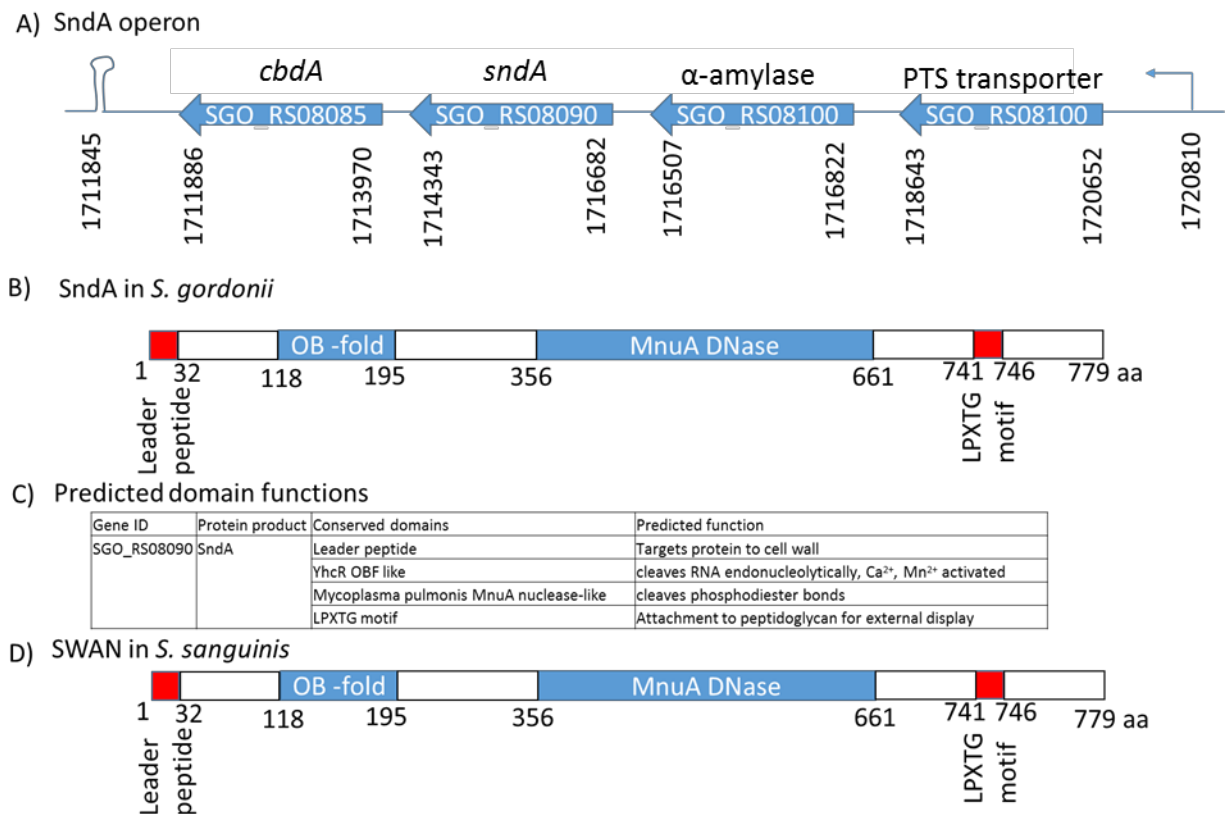 A) SndA operon
cbdA sndA α-amylase PTS transporter
SGO_RS08085 SGO_RS08090 SGO_RS08100 SGO_RS08100
1711845 1711886 1713970 1714343 1716682 1716507 1716822 1718643 1720652 1720810
B) SndA in S. gordonii
OB -fold MnuA DNase
1 32 118 195 356 661 741 746 779 aa
Leader
peptide
LPXTG
motif
C) Predicted domain functions
Gene ID Protein product Conserved domains Predicted function
SGO_RS08090 SndA Leader peptide Targets protein to cell wall
YhcR OBF like cleaves RNA endonucleolytically, Ca²⁺, Mn²⁺ activated
Mycoplasma pulmonis MnuA nuclease-like cleaves phosphodiester bonds
LPXTG motif Attachment to peptidoglycan for external display
D) SWAN in S. sanguinis
OB -fold MnuA DNase
1 32 118 195 356 661 741 746 779 aa
Leader
peptide
LPXTG
motif